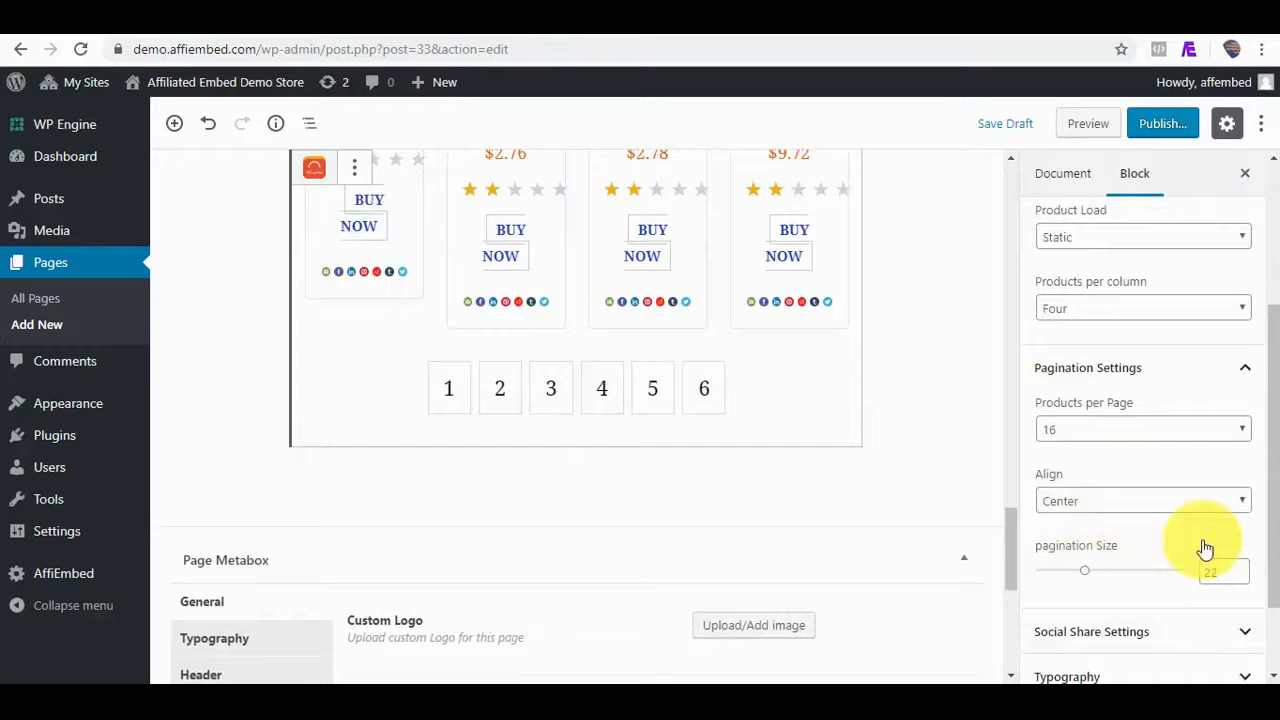 demo.affiembed.com/wp-admin/post.php?post=33&action=edit
My Sites
Affiliated Embed Demo Store
2
0
New
Howdy, affembed
WP Engine
Dashboard
Posts
Media
Pages
All Pages
Add New
Comments
Appearance
Plugins
Users
Tools
Settings
AffiEmbed
Collapse menu
Save Draft
Preview
Publish...
$2.76
$2.78
$9.72
BUY
NOW
BUY
NOW
BUY
NOW
BUY
NOW
1
2
3
4
5
6
Page Metabox
General
Typography
Header
Custom Logo
Upload custom Logo for this page
Upload/Add image
Document
Block
Product Load
Static
Products per column
Four
Pagination Settings
Products per Page
16
Align
Center
pagination Size
22
Social Share Settings
Typography